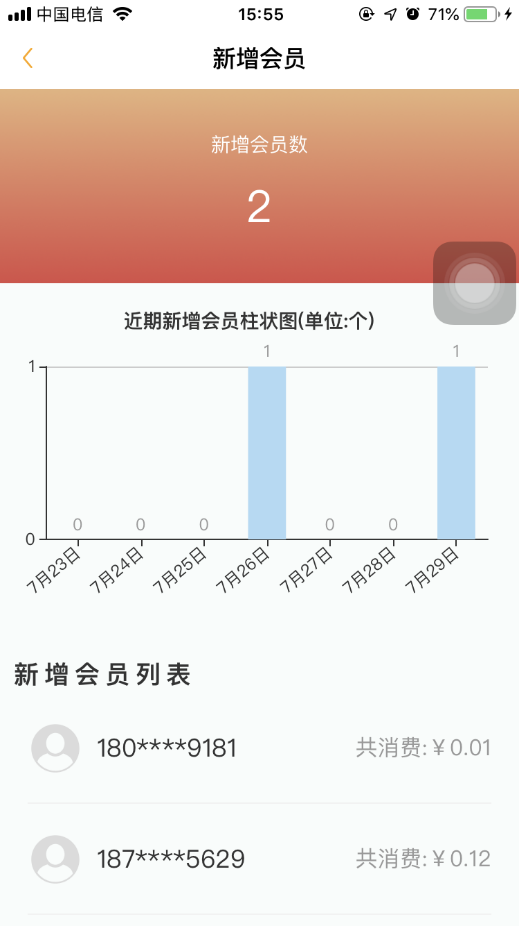 中国电信 15:55 71%
新增会员
新增会员数
2
近期新增会员柱状图(单位:个)
1 1
1
0 0 0 0 0
0
7月23日 7月24日 7月25日 7月26日 7月27日 7月28日 7月29日
新增会员列表
180****9181 共消费:￥0.01
187****5629 共消费:￥0.12